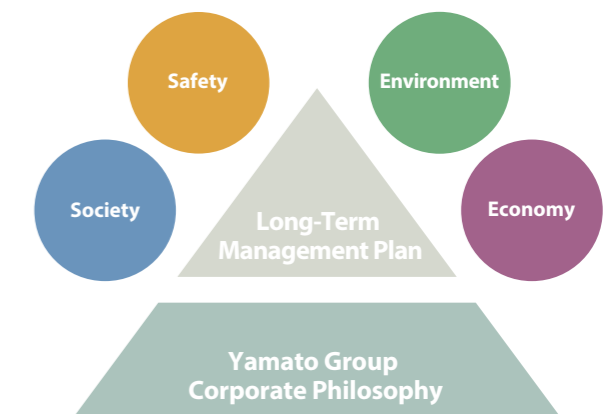 Safety
Environment
Society
Economy
Long-Term
Management Plan
Yamato Group
Corporate Philosophy